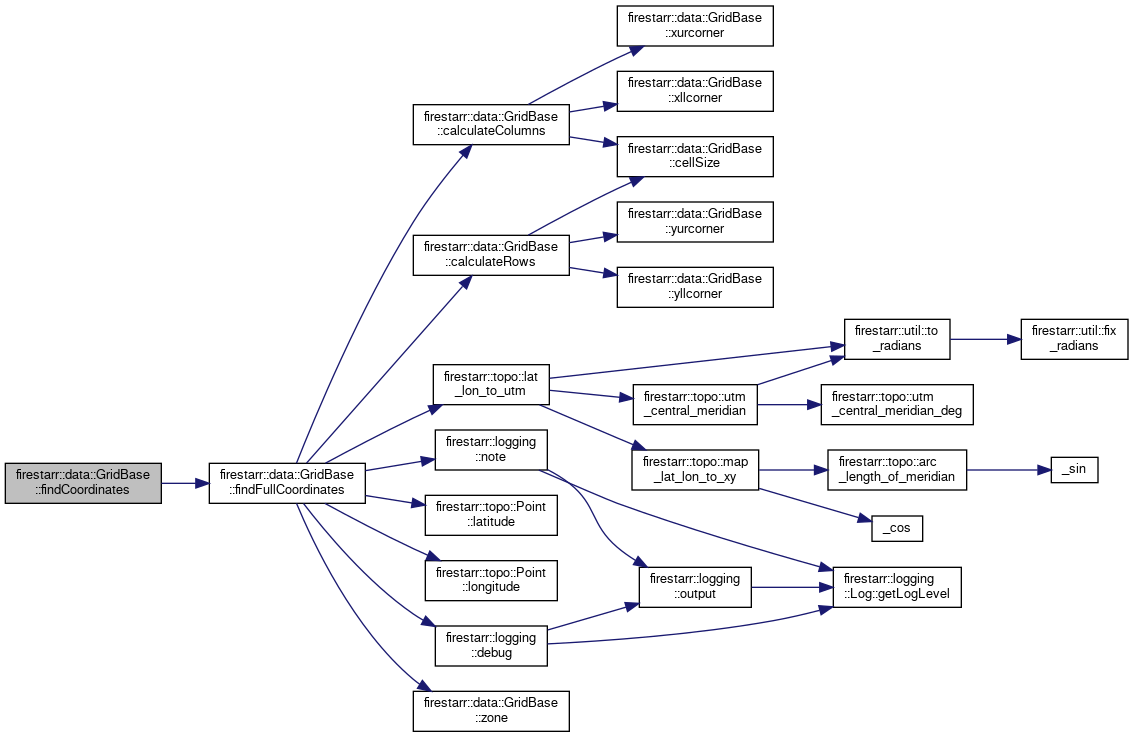 firestarr::data::GridBase
::findCoordinates
firestarr::data::GridBase
::findFullCoordinates
firestarr::data::GridBase
::calculateColumns
firestarr::data::GridBase
::xurcorner
firestarr::data::GridBase
::xllcorner
firestarr::data::GridBase
::cellSize
firestarr::data::GridBase
::calculateRows
firestarr::data::GridBase
::yurcorner
firestarr::data::GridBase
::yllcorner
firestarr::topo::lat
_lon_to_utm
firestarr::util::to
_radians
firestarr::util::fix
_radians
firestarr::topo::utm
_central_meridian
firestarr::topo::utm
_central_meridian_deg
firestarr::topo::map
_lat_lon_to_xy
firestarr::topo::arc
_length_of_meridian
_sin
_cos
firestarr::logging
::note
firestarr::topo::Point
::latitude
firestarr::topo::Point
::longitude
firestarr::logging
::output
firestarr::logging
::Log::getLogLevel
firestarr::logging
::debug
firestarr::data::GridBase
::zone